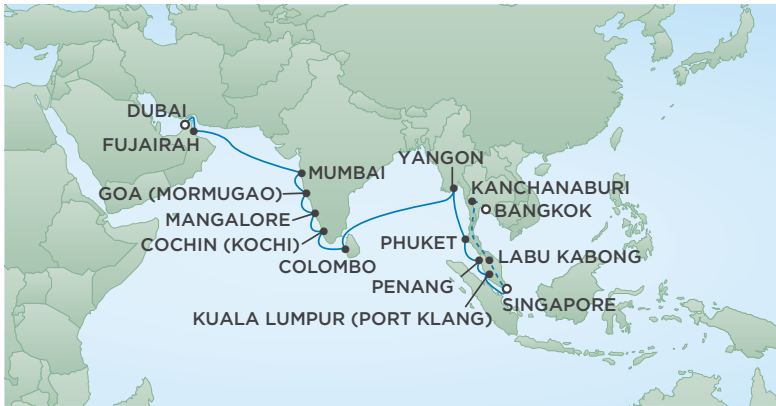 DUBAI
FUJAIRAH
MUMBAI
GOA (MORMUGAO)
MANGALORE
COCHIN (KOCHI)
COLOMBO
YANGON
KANCHANABURI
BANGKOK
PHUKET
LABU KABONG
PENANG
SINGAPORE
KUALA LUMPUR (PORT KLANG)